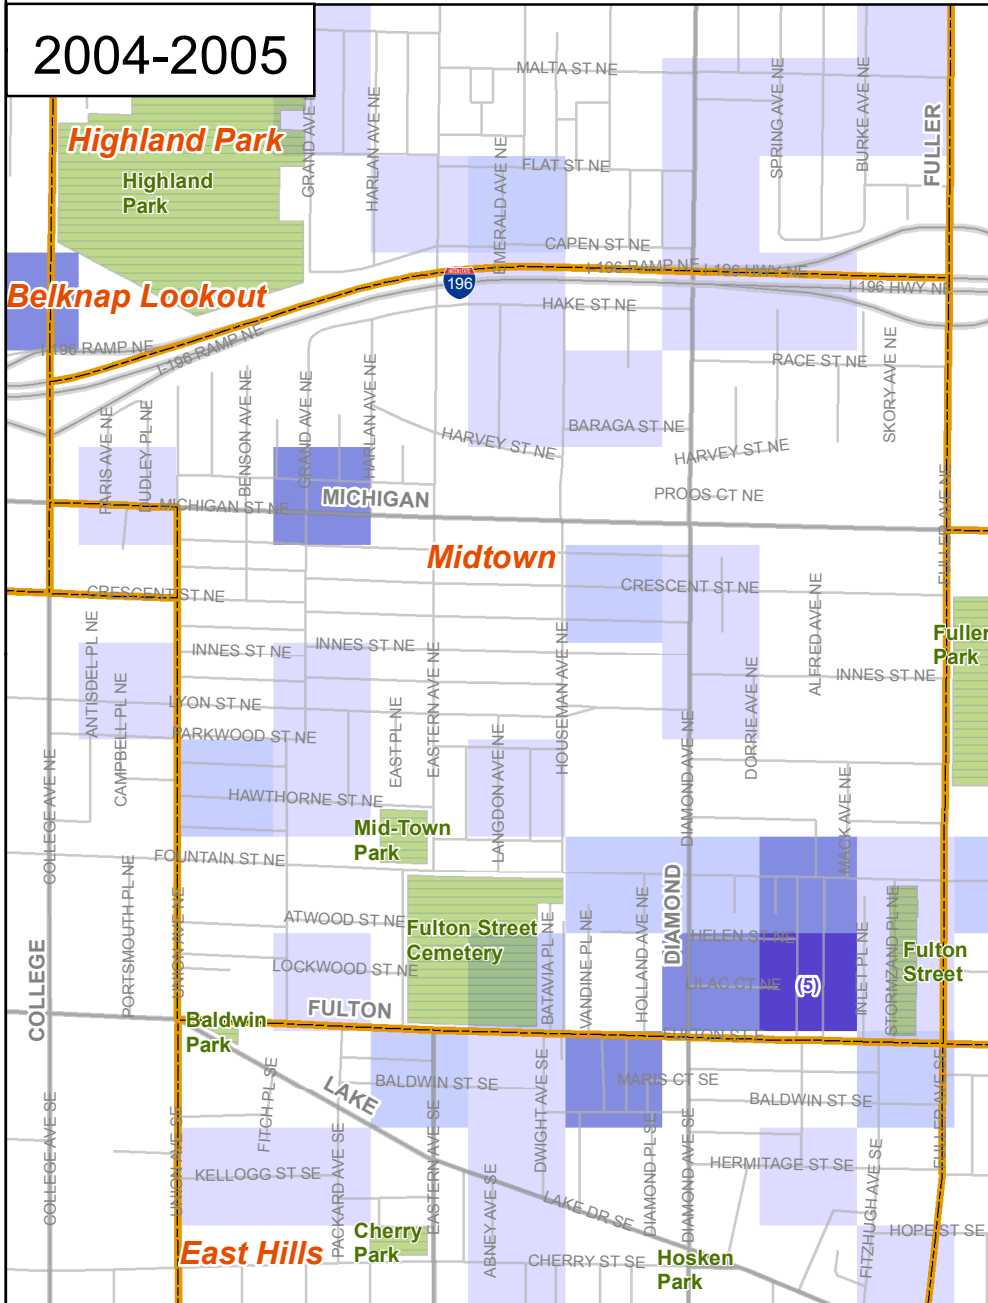 2004-2005
MALTA ST NE
GRAND AVE
HARLAN AVE NE
EMERALD AVE NE
SPRING AVE NE
BURKE AVE NE
FULLER
Highland Park
Highland
Park
FLAT ST NE
CAPEN ST NE
I-196 RAMP NE
I-196 HWY NE
INTERSTATE
196
I-196 HWY NE
Belknap Lookout
HAKE ST NE
I-196 RAMP NE
I-196 RAMP NE
RACE ST NE
SKORY AVE NE
PARIS AVE NE
DUDLEY PL NE
BENSON AVE NE
GRAND AVE NE
HARLAN AVE NE
HARVEY ST NE
BARAGA ST NE
HARVEY ST NE
MICHIGAN ST NE
MICHIGAN
PROOS CT NE
FULLER AVE NE
Midtown
CRESCENT ST NE
CRESCENT ST NE
ALFRED AVE NE
ANTISDEL PL NE
INNES ST NE
INNES ST NE
EASTERN AVE NE
HOUSEMAN AVE NE
INNES ST NE
Fuller
Park
CAMPBELL PL NE
LYON ST NE
PARKWOOD ST NE
EAST PL NE
LANGDON AVE NE
DIAMOND AVE NE
DORRIE AVE NE
MACK AVE NE
COLLEGE AVE NE
HAWTHORNE ST NE
Mid-Town
Park
FOUNTAIN ST NE
PORTSMOUTH PL NE
UNION AVE NE
ATWOOD ST NE
Fulton Street
Cemetery
BATAVIA PL NE
VANDINE PL NE
HOLLAND AVE NE
DIAMOND
HELEN ST NE
LILAC CT NE
(5)
INLET PL NE
STORMZAND PL NE
Fulton
Street
LOCKWOOD ST NE
COLLEGE
FULTON
Baldwin
Park
FULTON ST E
LAKE
BALDWIN ST SE
DWIGHT AVE SE
MARIS CT SE
BALDWIN ST SE
FITCH PL SE
COLLEGE AVE SE
UNION AVE SE
KELLOGG ST SE
PACKARD AVE SE
EASTERN AVE SE
ABNEY AVE SE
LAKE DR SE
DIAMOND PL SE
DIAMOND AVE SE
HERMITAGE ST SE
FITZHUGH AVE SE
FULLER AVE SE
HOPE ST SE
East Hills
Cherry
Park
CHERRY ST SE
Hosken
Park